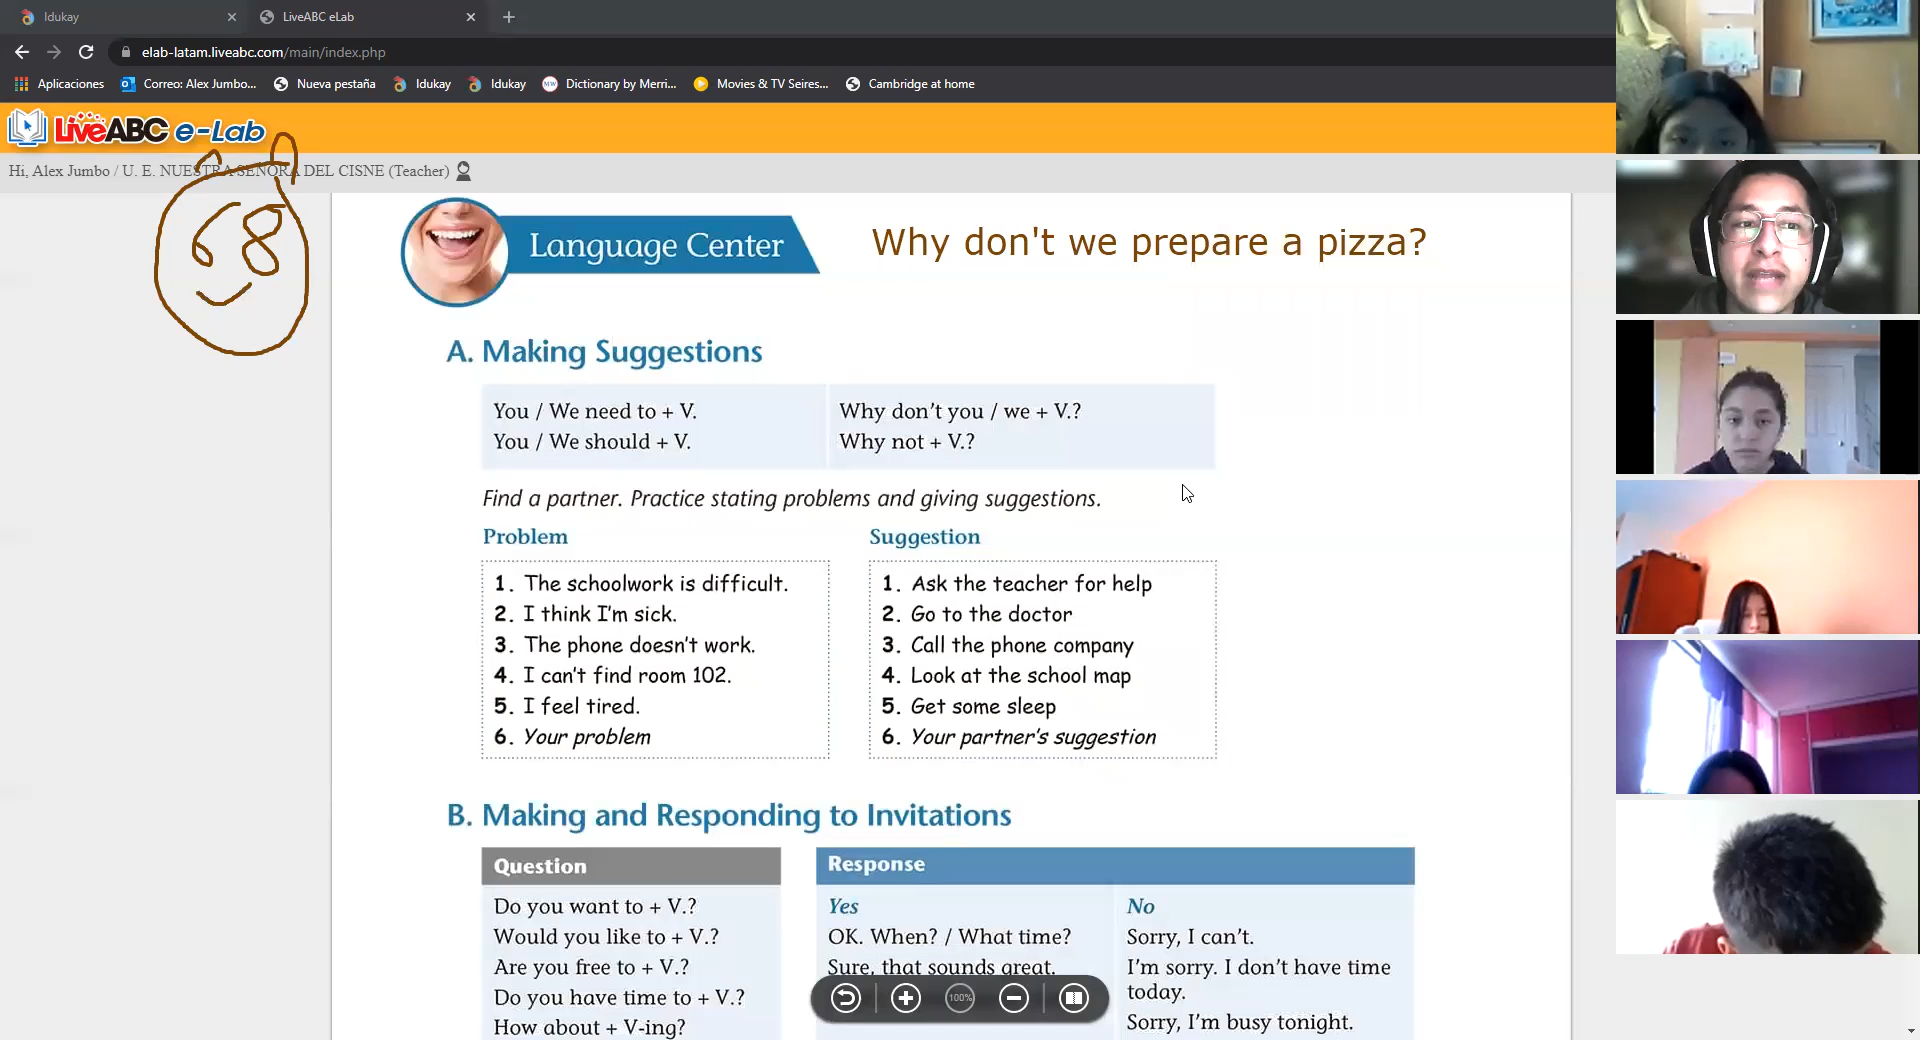 Idukay
LiveABC eLab
elab-latam.liveabc.com/main/index.php
Aplicaciones
Correo: Alex Jumbo...
Nueva pestaña
Idukay
Idukay
Dictionary by Merri...
Movies & TV Seires...
Cambridge at home
LiveABC e-Lab
Hi, Alex Jumbo / U. E. NUESTRA SEÑORA DEL CISNE (Teacher)
68
Language Center
Why don't we prepare a pizza?
A. Making Suggestions
You / We need to + V.
You / We should + V.
Why don't you / we + V.?
Why not + V.?
Find a partner. Practice stating problems and giving suggestions.
Problem
1. The schoolwork is difficult.
2. I think I'm sick.
3. The phone doesn't work.
4. I can't find room 102.
5. I feel tired.
6. Your problem
Suggestion
1. Ask the teacher for help
2. Go to the doctor
3. Call the phone company
4. Look at the school map
5. Get some sleep
6. Your partner's suggestion
B. Making and Responding to Invitations
Question
Do you want to + V.?
Would you like to + V.?
Are you free to + V.?
Do you have time to + V.?
How about + V-ing?
Response
Yes
OK. When? / What time?
Sure, that sounds great.
No
Sorry, I can't.
I'm sorry. I don't have time
today.
Sorry, I'm busy tonight.
100%